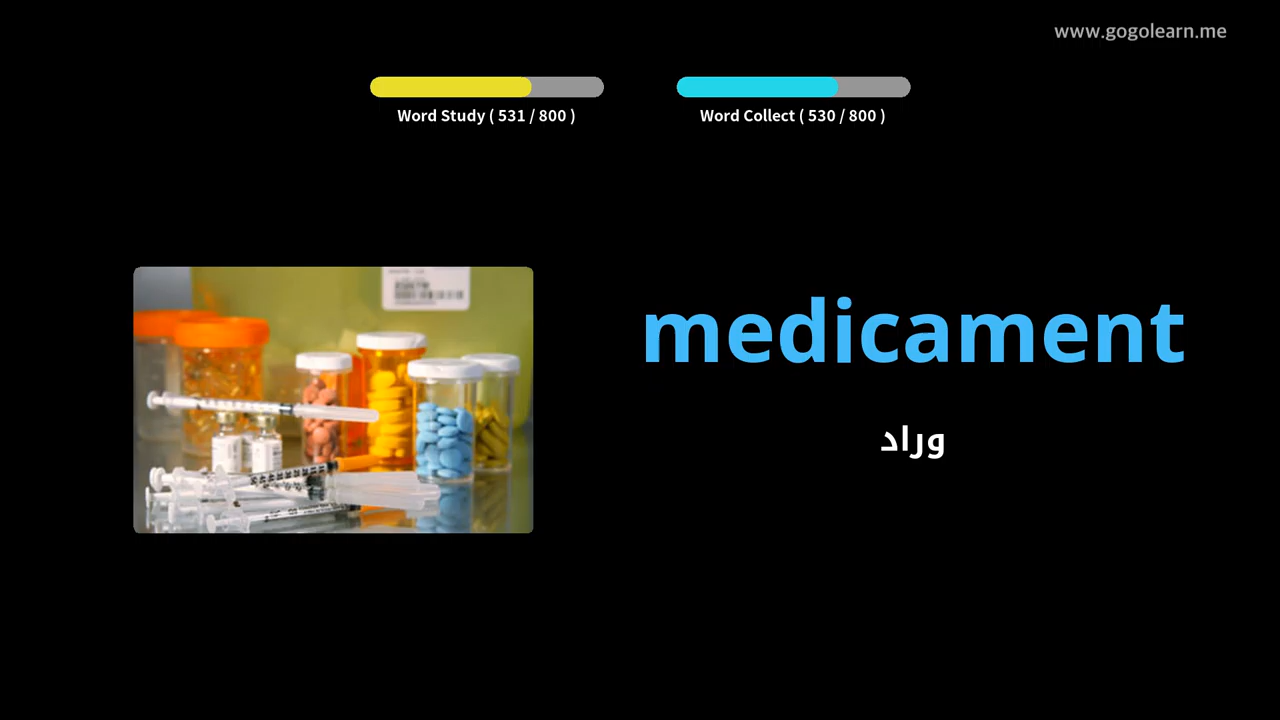 www.gogolearn.me
Word Study ( 531 / 800 )
Word Collect ( 530 / 800 )
medicament
وراد